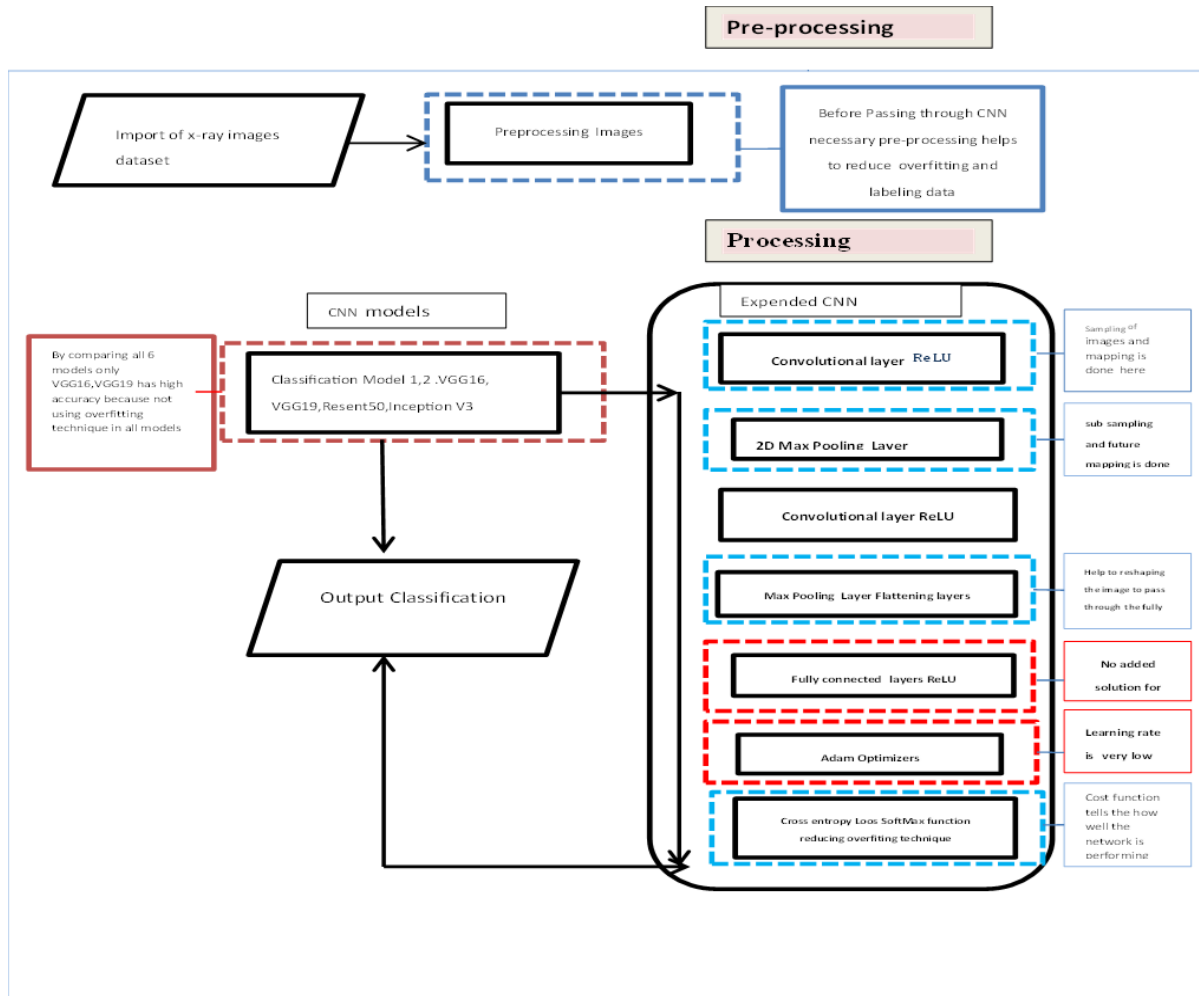 Pre-processing
Import of x-ray images
dataset
Preprocessing Images
Before Passing through CNN
necessary pre-processing helps
to reduce overfitting and
labeling data
Processing
CNN models
By comparing all 6
models only
VGG16,VGG19 has high
accuracy because not
using overfitting
technique in all models
Classification Model 1,2 .VGG16,
VGG19,Resent50,Inception V3
Output Classification
Expended CNN
Convolutional layer ReLU
Sampling of
images and
mapping is
done here
2D Max Pooling Layer
sub sampling
and future
mapping is done
Convolutional layer ReLU
Max Pooling Layer Flattening layers
Help to reshaping
the image to pass
through the fully
Fully connected layers ReLU
No added
solution for
Adam Optimizers
Learning rate
is very low
Cross entropy Loos SoftMax function
reducing overfiting technique
Cost function
tells the how
well the
network is
performing